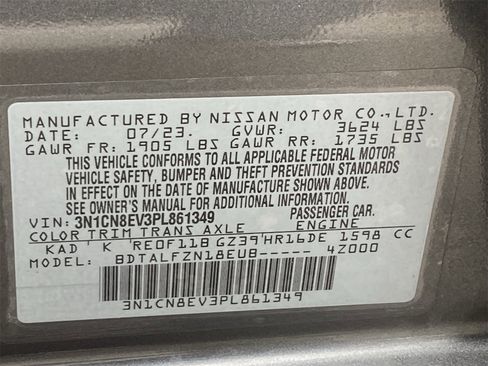 MANUFACTURED BY NISSAN MOTOR CO.,LTD.
DATE: 07/23. GVWR: 3624 LBS
GAWR FR: 1905 LBS GAWR RR: 1735 LBS
THIS VEHICLE CONFORMS TO ALL APPLICABLE FEDERAL MOTOR
VEHICLE SAFETY, BUMPER AND THEFT PREVENTION STANDARDS
IN EFFECT ON THE DATE OF MANUFACTURE SHOWN ABOVE.
SEE OWNER'S MANUAL FOR ADDITIONAL INFORMATION
VIN: 3N1CN8EV3PL861349 PASSENGER CAR.
COLOR TRIM TRANS AXLE ENGINE
KAD' K 'RE0F11B GZ39'HR16DE 1598 CC
MODEL: BDTALFZN18EUB-----4Z000
3N1CN8EV3PL861349